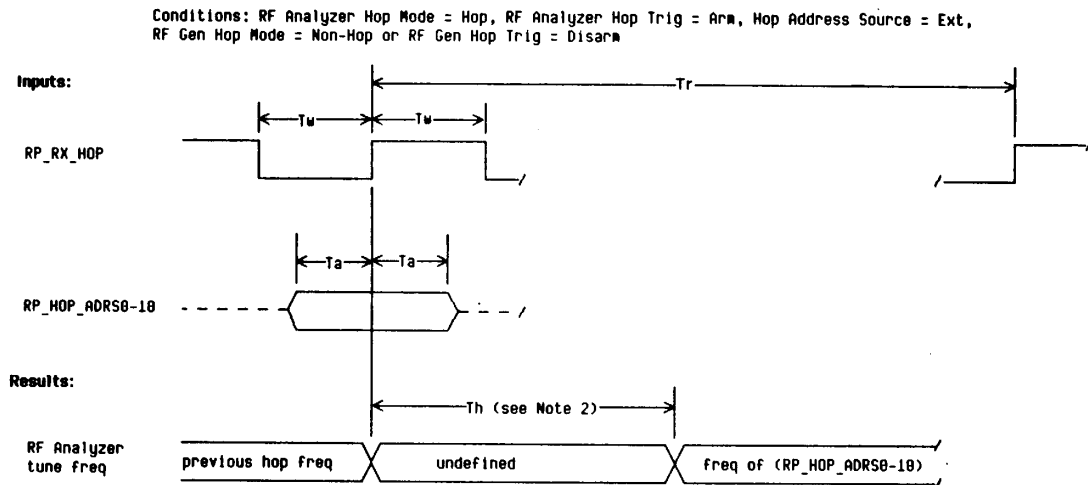 Conditions: RF Analyzer Hop Mode = Hop, RF Analyzer Hop Trig = Arm, Hop Address Source = Ext,
RF Gen Hop Mode = Non-Hop or RF Gen Hop Trig = Disarm
Inputs:
Tr
Tw Tw
RP_RX_HOP
Ta Ta
RP_HOP_ADRS0-10
Results:
Th (see Note 2)
RF Analyzer
tune freq
previous hop freq undefined freq of (RP_HOP_ADRS0-10)